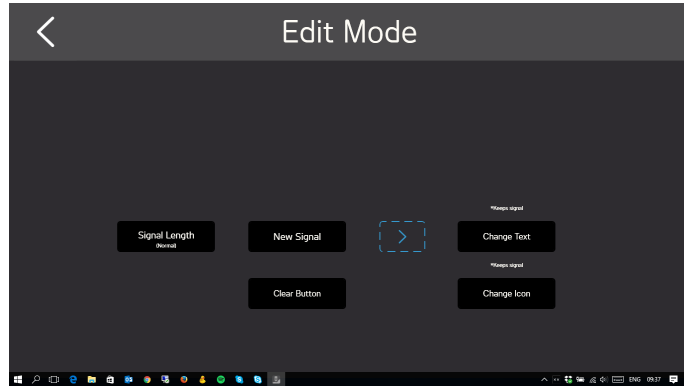 Edit Mode
*Keeps signal
Signal Length
(Normal)
New Signal
Change Text
*Keeps signal
Clear Button
Change Icon
ENG 09:37